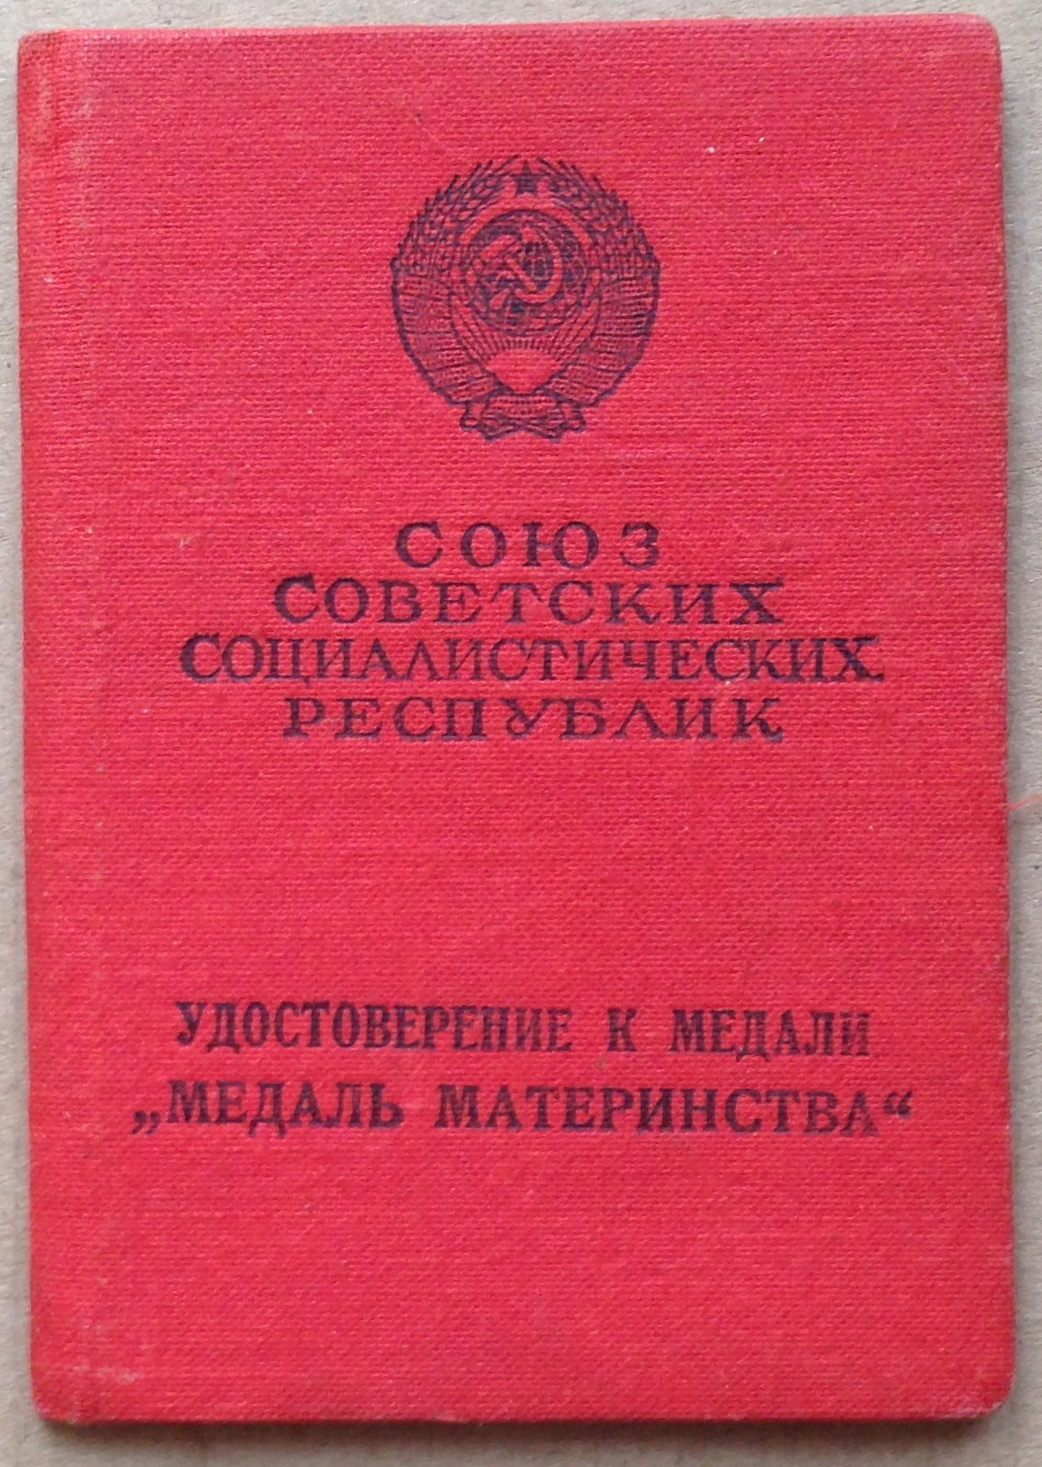 СОЮЗ
СОВЕТСКИХ
СОЦИАЛИСТИЧЕСКИХ
РЕСПУБЛИК
УДОСТОВЕРЕНИЕ К МЕДАЛИ
„МЕДАЛЬ МАТЕРИНСТВА“